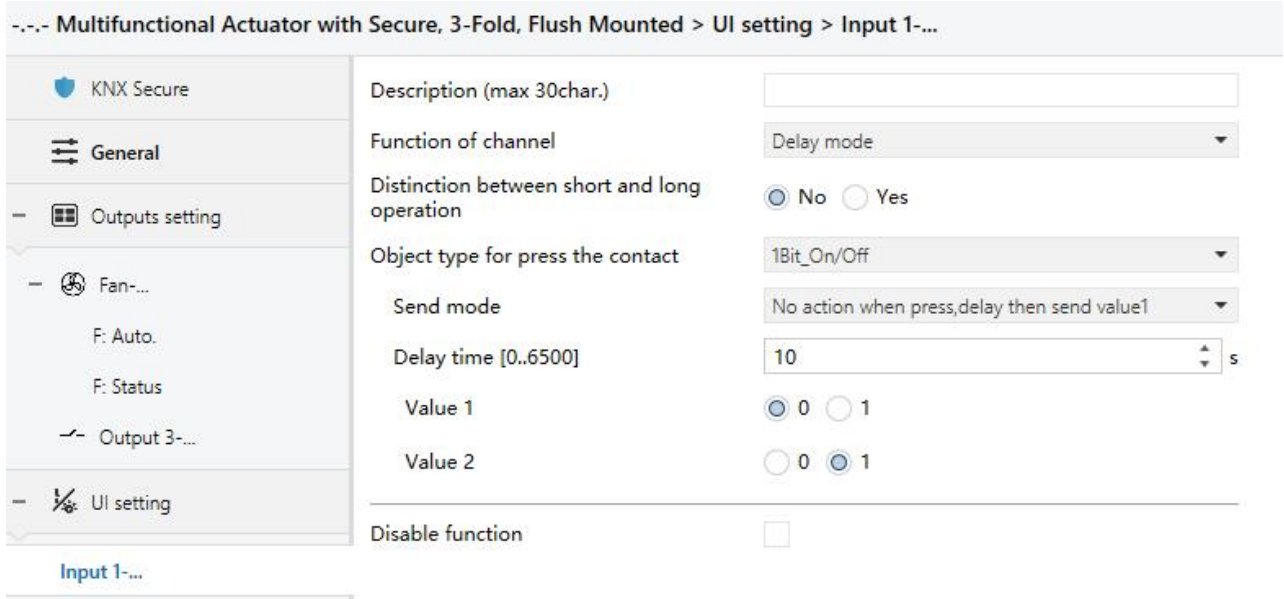 -.-.- Multifunctional Actuator with Secure, 3-Fold, Flush Mounted > UI setting > Input 1-...
KNX Secure
General
Outputs setting
Fan-...
F: Auto.
F: Status
Output 3-...
UI setting
Input 1-...
Description (max 30char.)
Function of channel
Delay mode
Distinction between short and long
operation
No
Yes
Object type for press the contact
1Bit_On/Off
Send mode
No action when press,delay then send value1
Delay time [0..6500]
10
s
Value 1
0
1
Value 2
0
1
Disable function